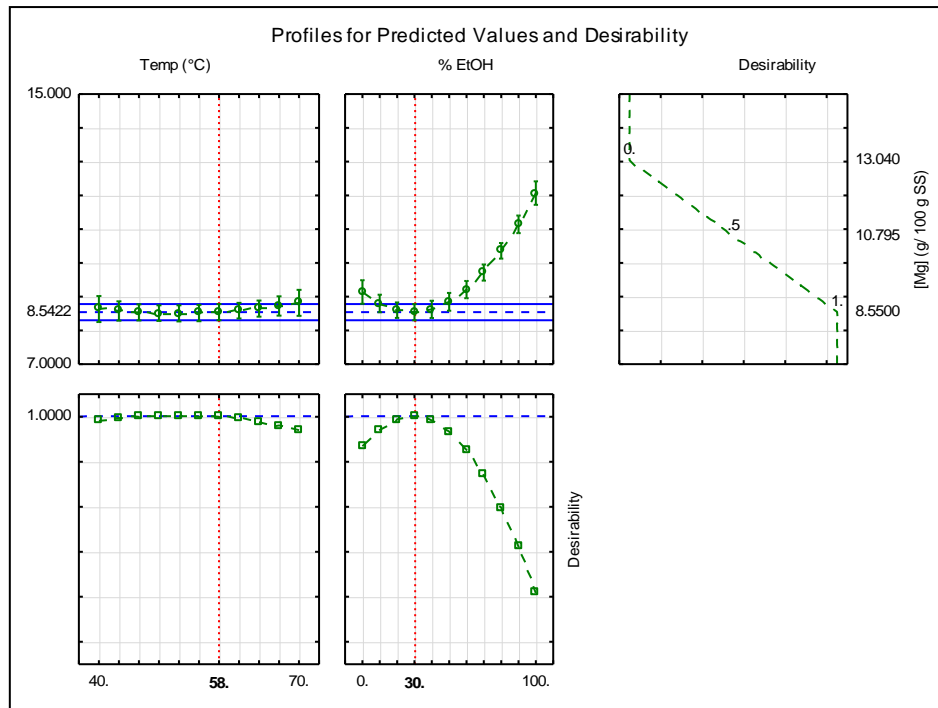 Profiles for Predicted Values and Desirability
Temp (°C)
% EtOH
Desirability
15.000
8.5422
7.0000
0.
.5
1.
13.040
10.795
8.5500
[Mg] (g/ 100 g SS)
1.0000
Desirability
40.
58.
70.
0.
30.
100.